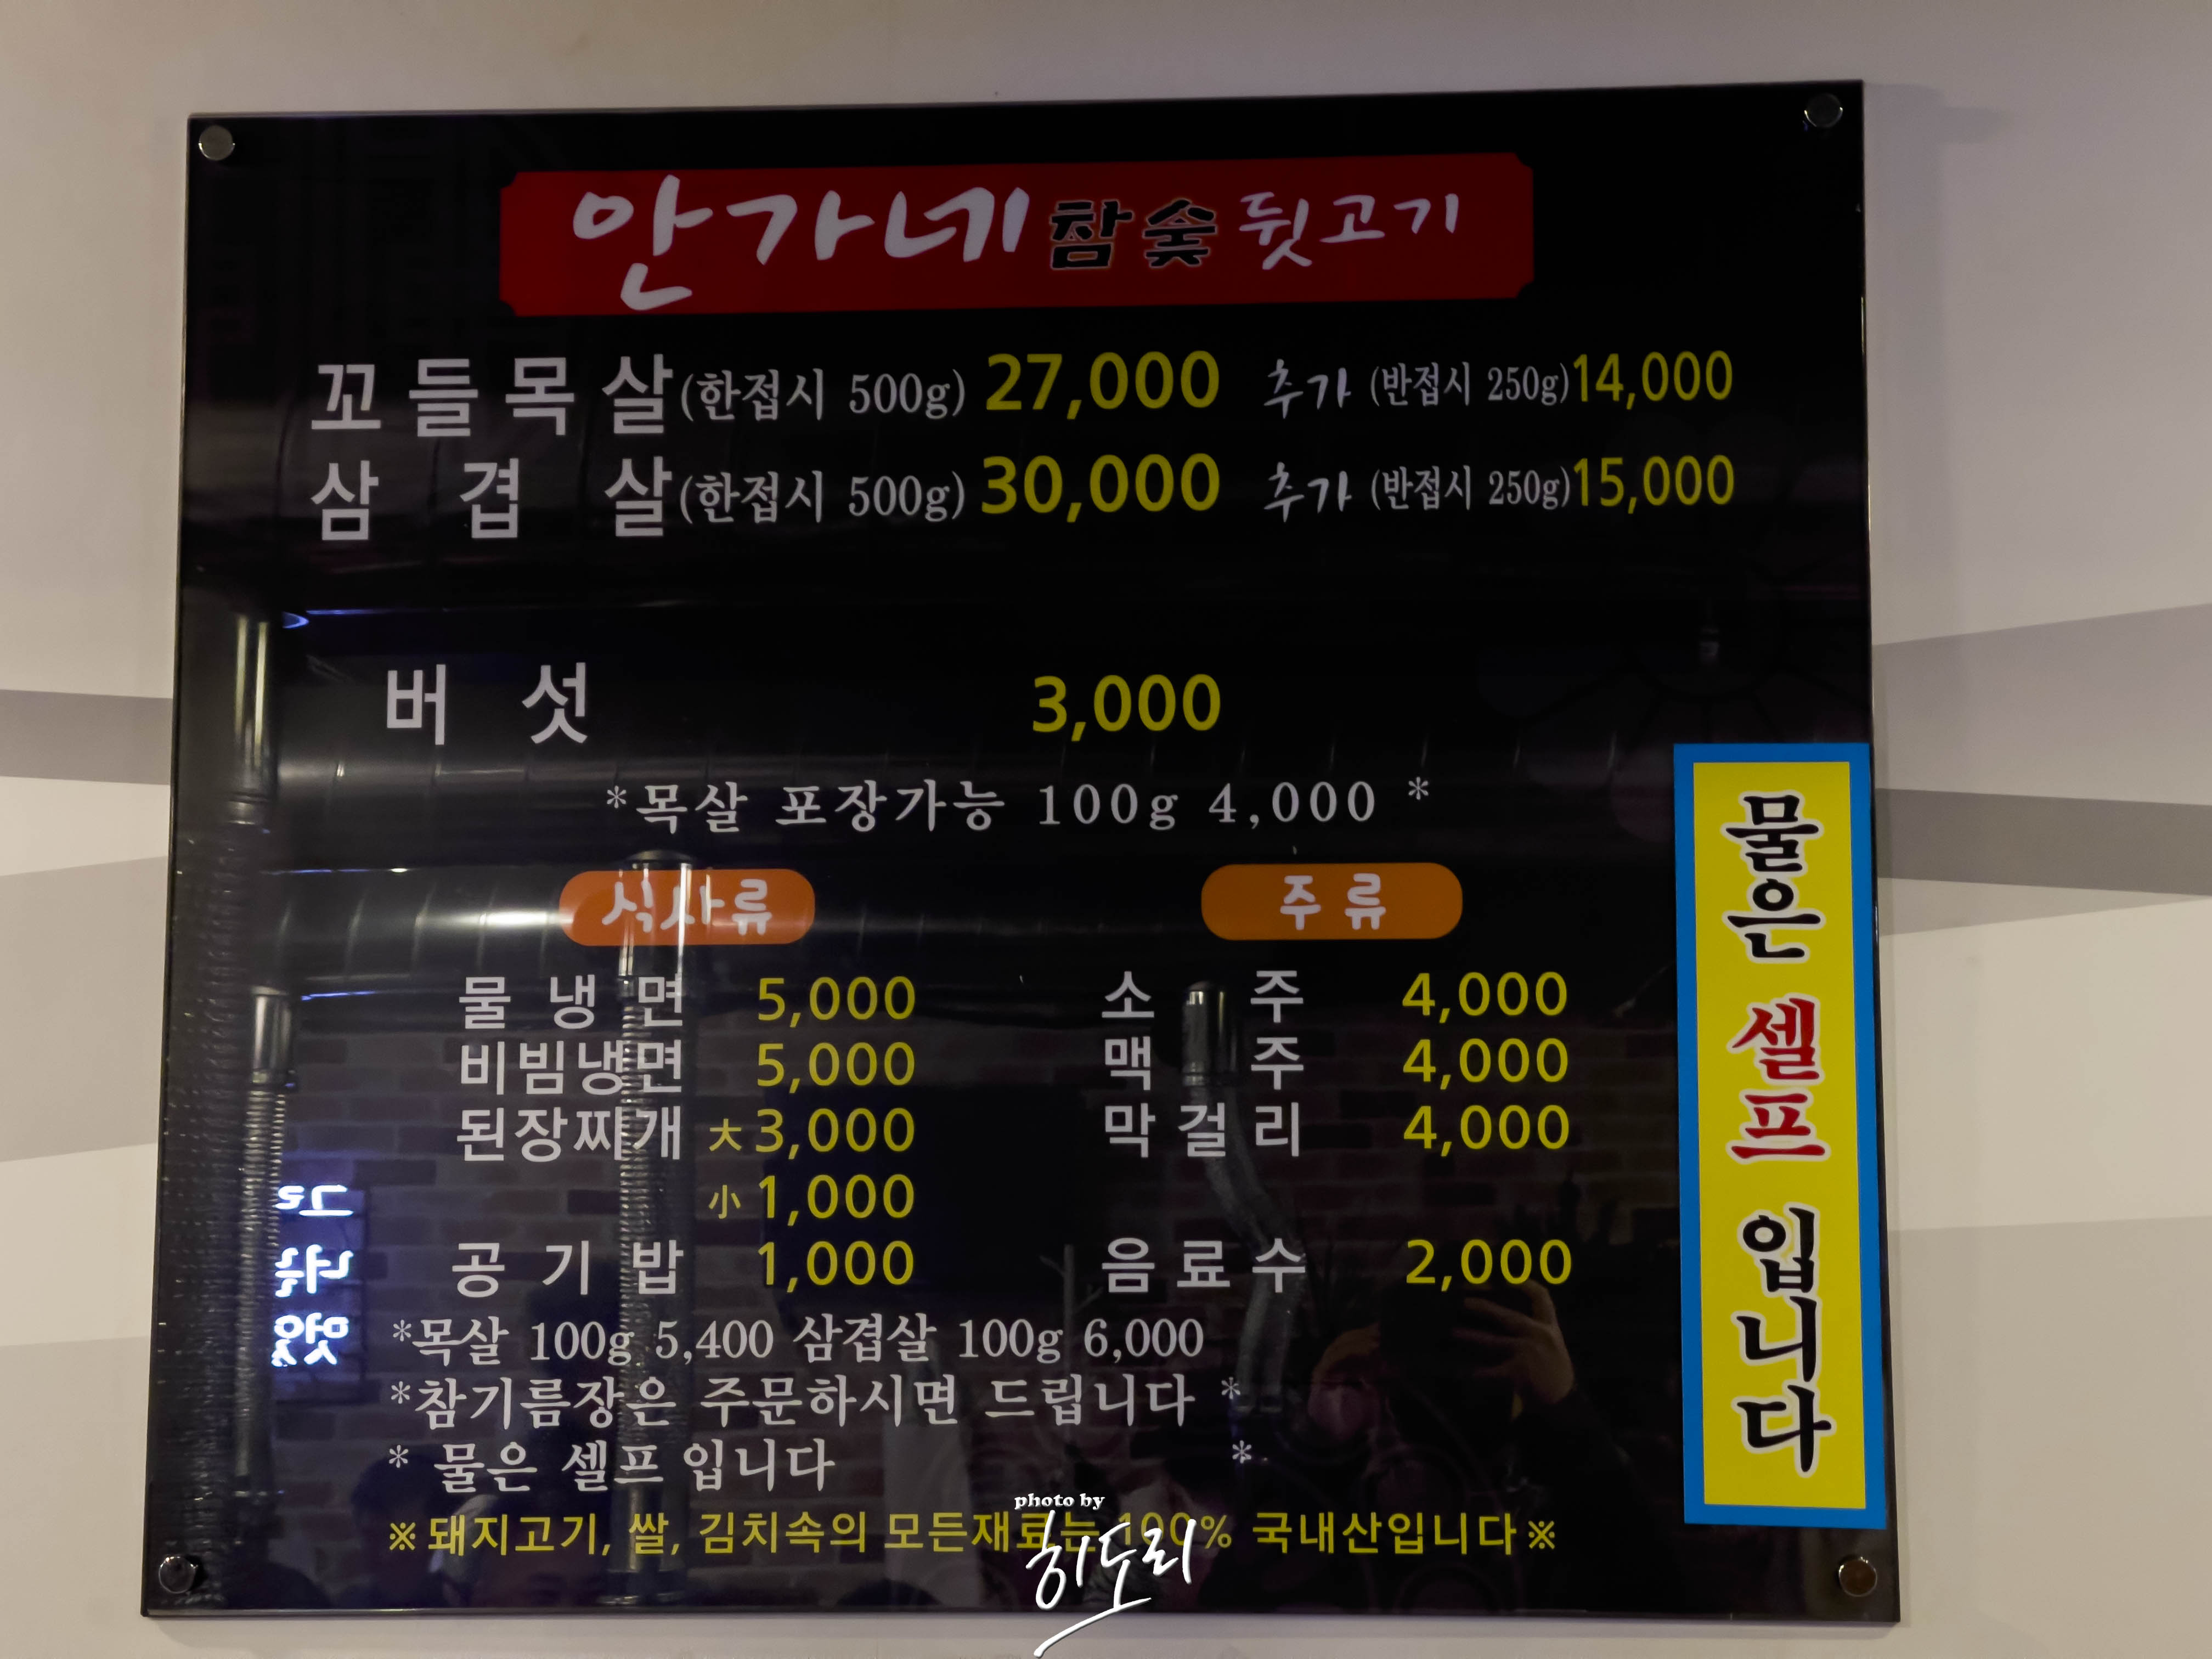 안가네 참숯 뒷고기
꼬들목살(한접시 500g) 27,000 추가 (반접시 250g)14,000
삼겹살(한접시 500g) 30,000 추가 (반접시 250g)15,000
버섯 3,000
*목살 포장가능 100g 4,000 *
식사류 주류
물냉면 5,000 소주 4,000
비빔냉면 5,000 맥주 4,000
된장찌개 大3,000 막걸리 4,000
小1,000
공기밥 1,000 음료수 2,000
*목살 100g 5,400 삼겹살 100g 6,000
*참기름장은 주문하시면 드립니다 *
* 물은 셀프 입니다 *
※돼지고기, 쌀, 김치속의 모든재료는 100% 국내산입니다※
물은 셀프 입니다
photo by
히도리